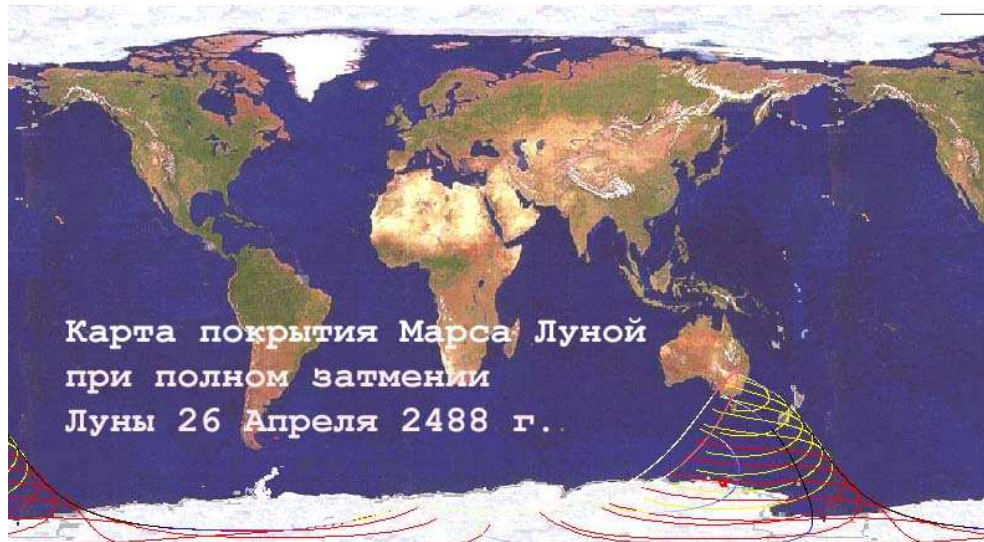 Карта покрытия Марса Луной
при полном затмении
Луны 26 Апреля 2488 г.